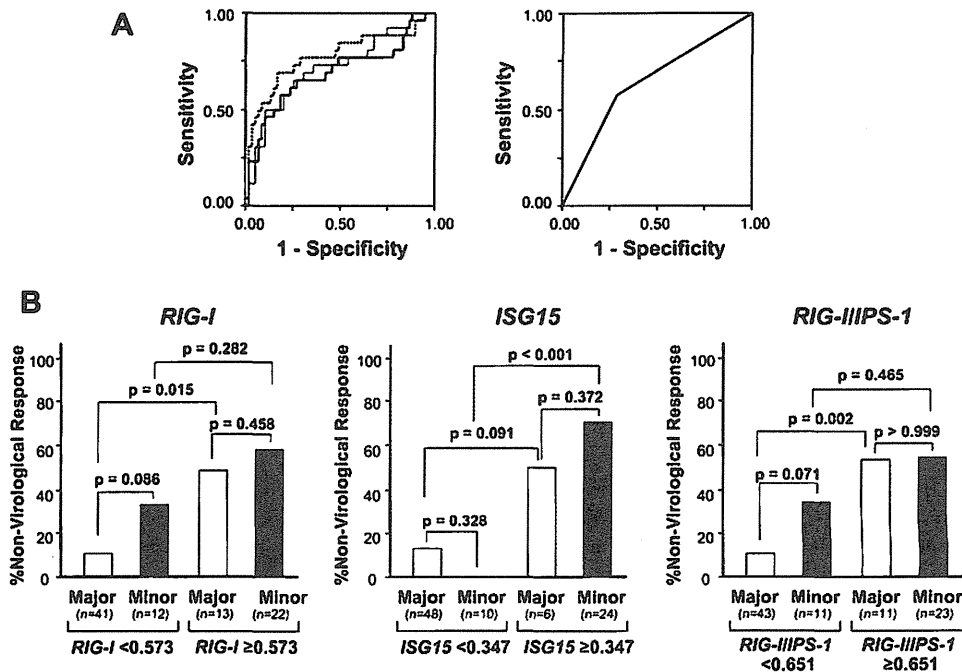 A
1.00
0.50
0.00
Sensitivity
0.00 0.50 1.00
1 - Specificity
1.00
0.50
0.00
Sensitivity
0.00 0.50 1.00
1 - Specificity
B
RIG-I
%Non-Virological Response
100
80
60
40
20
0
p = 0.282
p = 0.015
p = 0.458
p = 0.086
Major Minor Major Minor
(n=41) (n=12) (n=13) (n=22)
RIG-I <0.573 RIG-I ≥0.573
ISG15
%Non-Virological Response
100
80
60
40
20
0
p < 0.001
p = 0.372
p = 0.091
p = 0.328
Major Minor Major Minor
(n=48) (n=10) (n=6) (n=24)
ISG15 <0.347 ISG15 ≥0.347
RIG-I/IPS-1
%Non-Virological Response
100
80
60
40
20
0
p = 0.465
p = 0.002
p > 0.999
p = 0.071
Major Minor Major Minor
(n=43) (n=11) (n=11) (n=23)
RIG-I/IPS-1 RIG-I/IPS-1
<0.651 ≥0.651